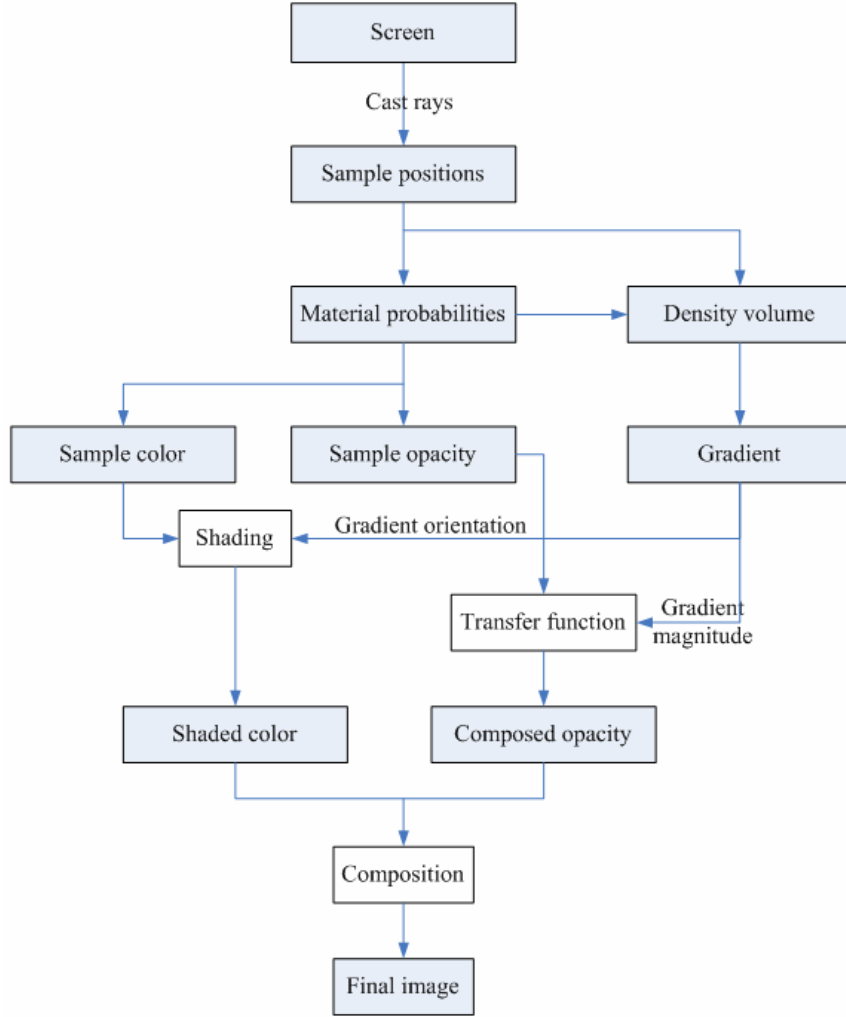 Screen
Cast rays
Sample positions
Material probabilities
Density volume
Sample color
Sample opacity
Gradient
Shading
Gradient orientation
Transfer function
Gradient
magnitude
Shaded color
Composed opacity
Composition
Final image